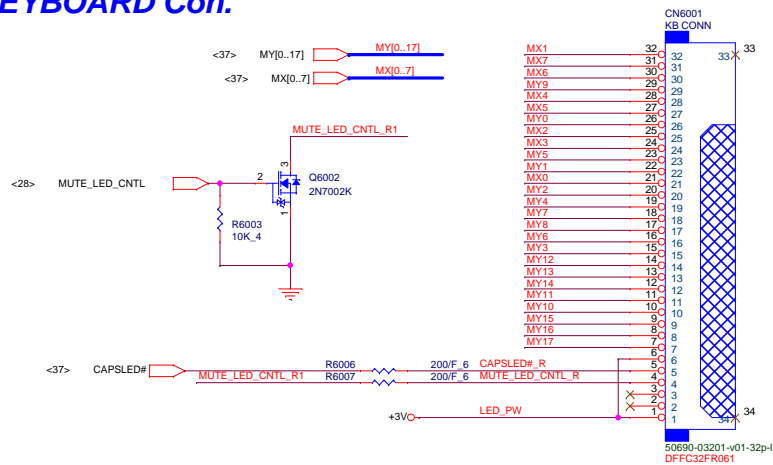 EYBOARD Con.
CN6001
KB CONN
<37> MY[0..17] MY[0..17]
<37> MX[0..7] MX[0..7]
MUTE_LED_CNTL_R1
<28> MUTE_LED_CNTL
2 3 1
Q6002
2N7002K
R6003
10K_4
33 33
MX1 32 32
MX7 31 31
MX6 30 30
MY9 29 29
MX4 28 28
MX5 27 27
MY0 26 26
MX2 25 25
MX3 24 24
MY5 23 23
MY1 22 22
MX0 21 21
MY2 20 20
MY4 19 19
MY7 18 18
MY8 17 17
MY6 16 16
MY3 15 15
MY12 14 14
MY13 13 13
MY14 12 12
MY11 11 11
MY10 10 10
MY15 9 9
MY16 8 8
MY17 7 7
6 6
<37> CAPSLED# R6006 200/F_6 CAPSLED#_R 5 5
MUTE_LED_CNTL_R1 R6007 200/F_6 MUTE_LED_CNTL_R 4 4
3 3
2 2
+3V LED_PW 1 1
34 34
50690-03201-v01-32p-l
DFFC32FR061